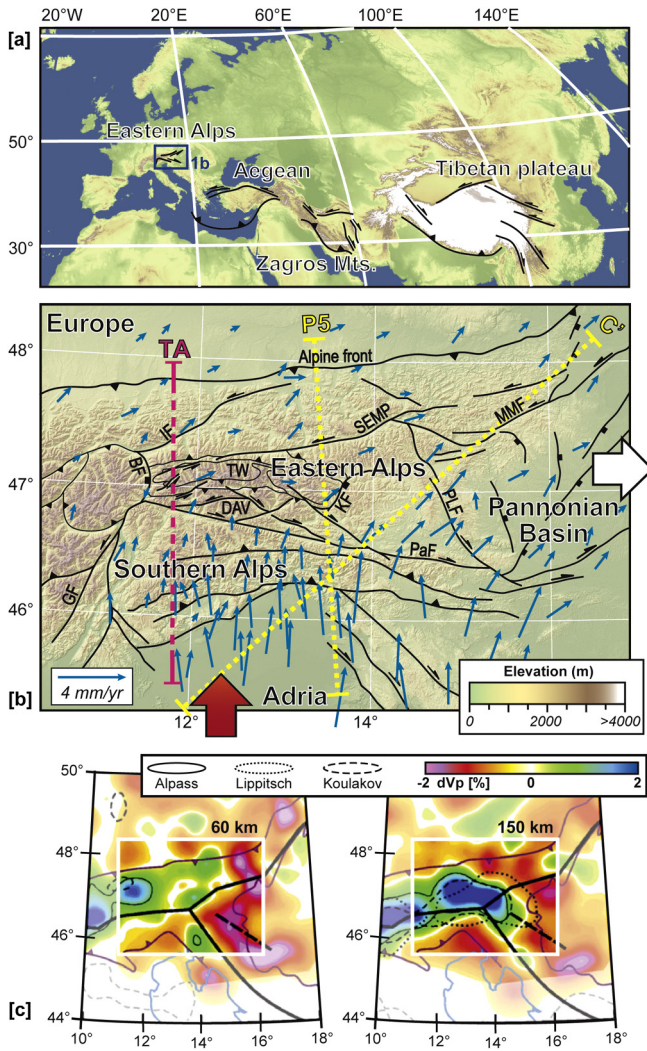 20°W 20°E 60°E 100°E 140°E
[a]
50°
Eastern Alps
1b
Aegean
Tibetan plateau
30°
Zagros Mts.
Europe
P5
C'
TA
48°
Alpine front
IF
SEMP
MMF
BF
TW
Eastern Alps
47°
KF
DAV
PLF
Pannonian
Basin
PaF
Southern Alps
GF
46°
4 mm/yr
Elevation (m)
0 2000 >4000
[b]
12°
Adria
14°
50°
Alpass Lippitsch Koulakov
-2 dVp [%] 0 2
60 km
150 km
48°
46°
44°
[c]
10° 12° 14° 16° 18°
10° 12° 14° 16° 18°